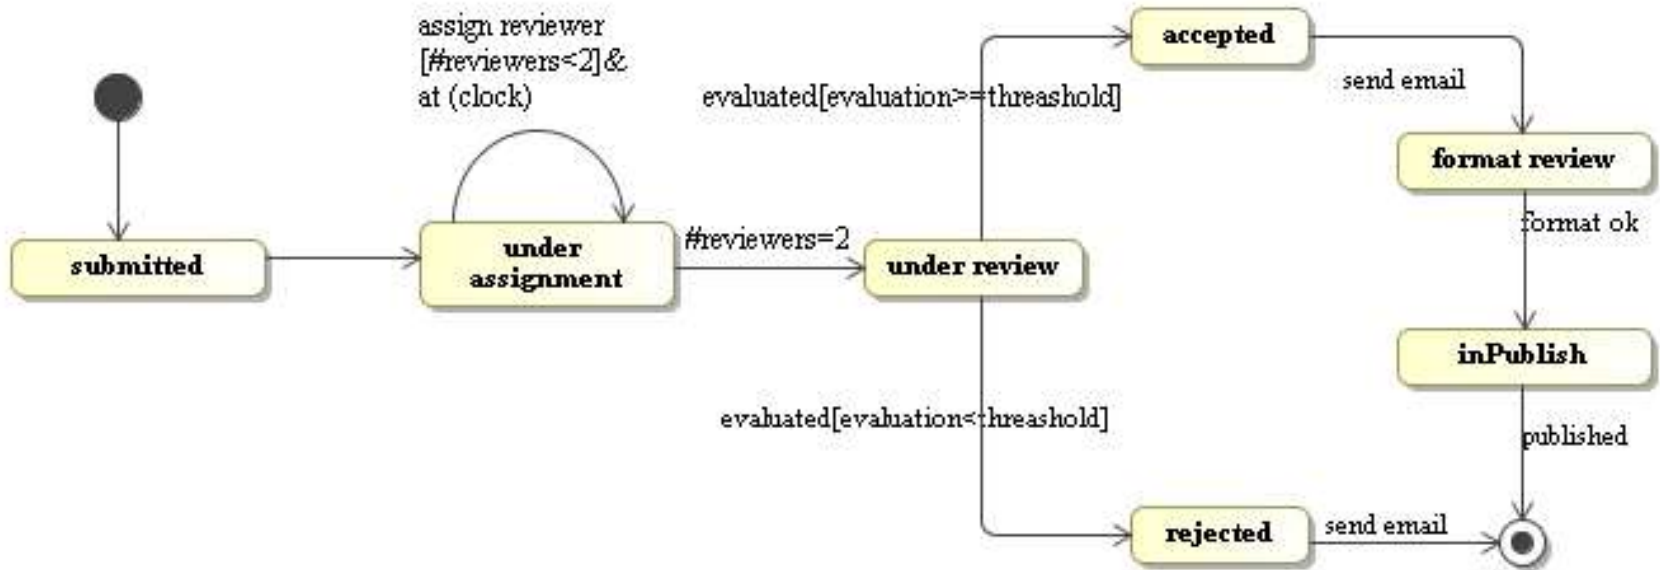 assign reviewer
[#reviewers<2]&
at (clock)
accepted
send email
evaluated[evaluation>=threashold]
format review
format ok
submitted
under
assignment
#reviewers=2
under review
inPublish
evaluated[evaluation<threashold]
published
rejected
send email